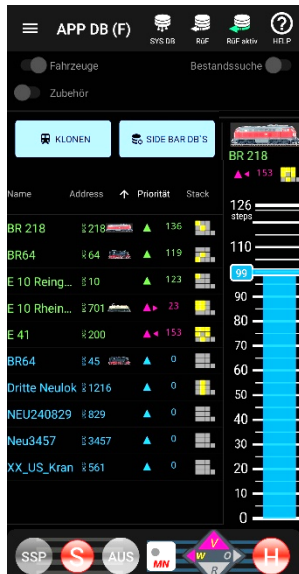 APP DB (F)
SYS DB
RüF
RüF aktiv
HELP
Fahrzeuge
Bestandssuche
Zubehör
KLONEN
SIDE BAR DB'S
BR 218
153
Name Address ↑ Priorität Stack
126
steps
BR 218 218 136
BR64 64 119
E 10 Reing... 10 123
E 10 Rhein... 701 23
E 41 200 153
BR64 45 0
Dritte Neulok 1216 0
NEU240829 829 0
Neu3457 3457 0
XX_US_Kran 561 0
110
99
90
80
70
60
50
40
30
20
10
0
SSP
S
AUS
MN
V
W
O
R
H